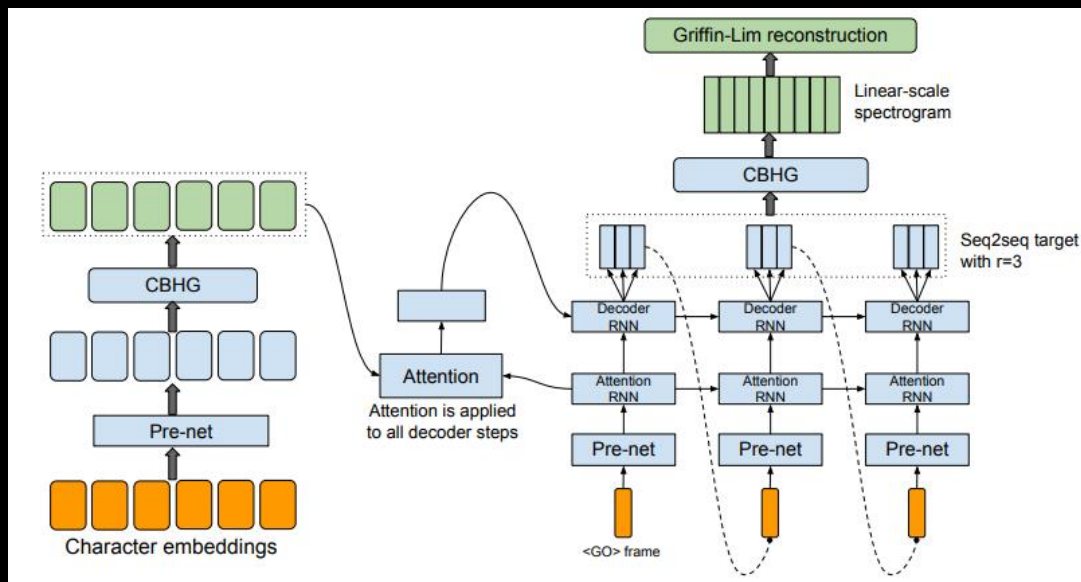 Griffin-Lim reconstruction
Linear-scale
spectrogram
CBHG
Seq2seq target
with r=3
CBHG
Decoder
RNN
Decoder
RNN
Decoder
RNN
Attention
Attention is applied
to all decoder steps
Attention
RNN
Attention
RNN
Attention
RNN
Pre-net
Pre-net
Pre-net
Pre-net
Character embeddings
<GO> frame